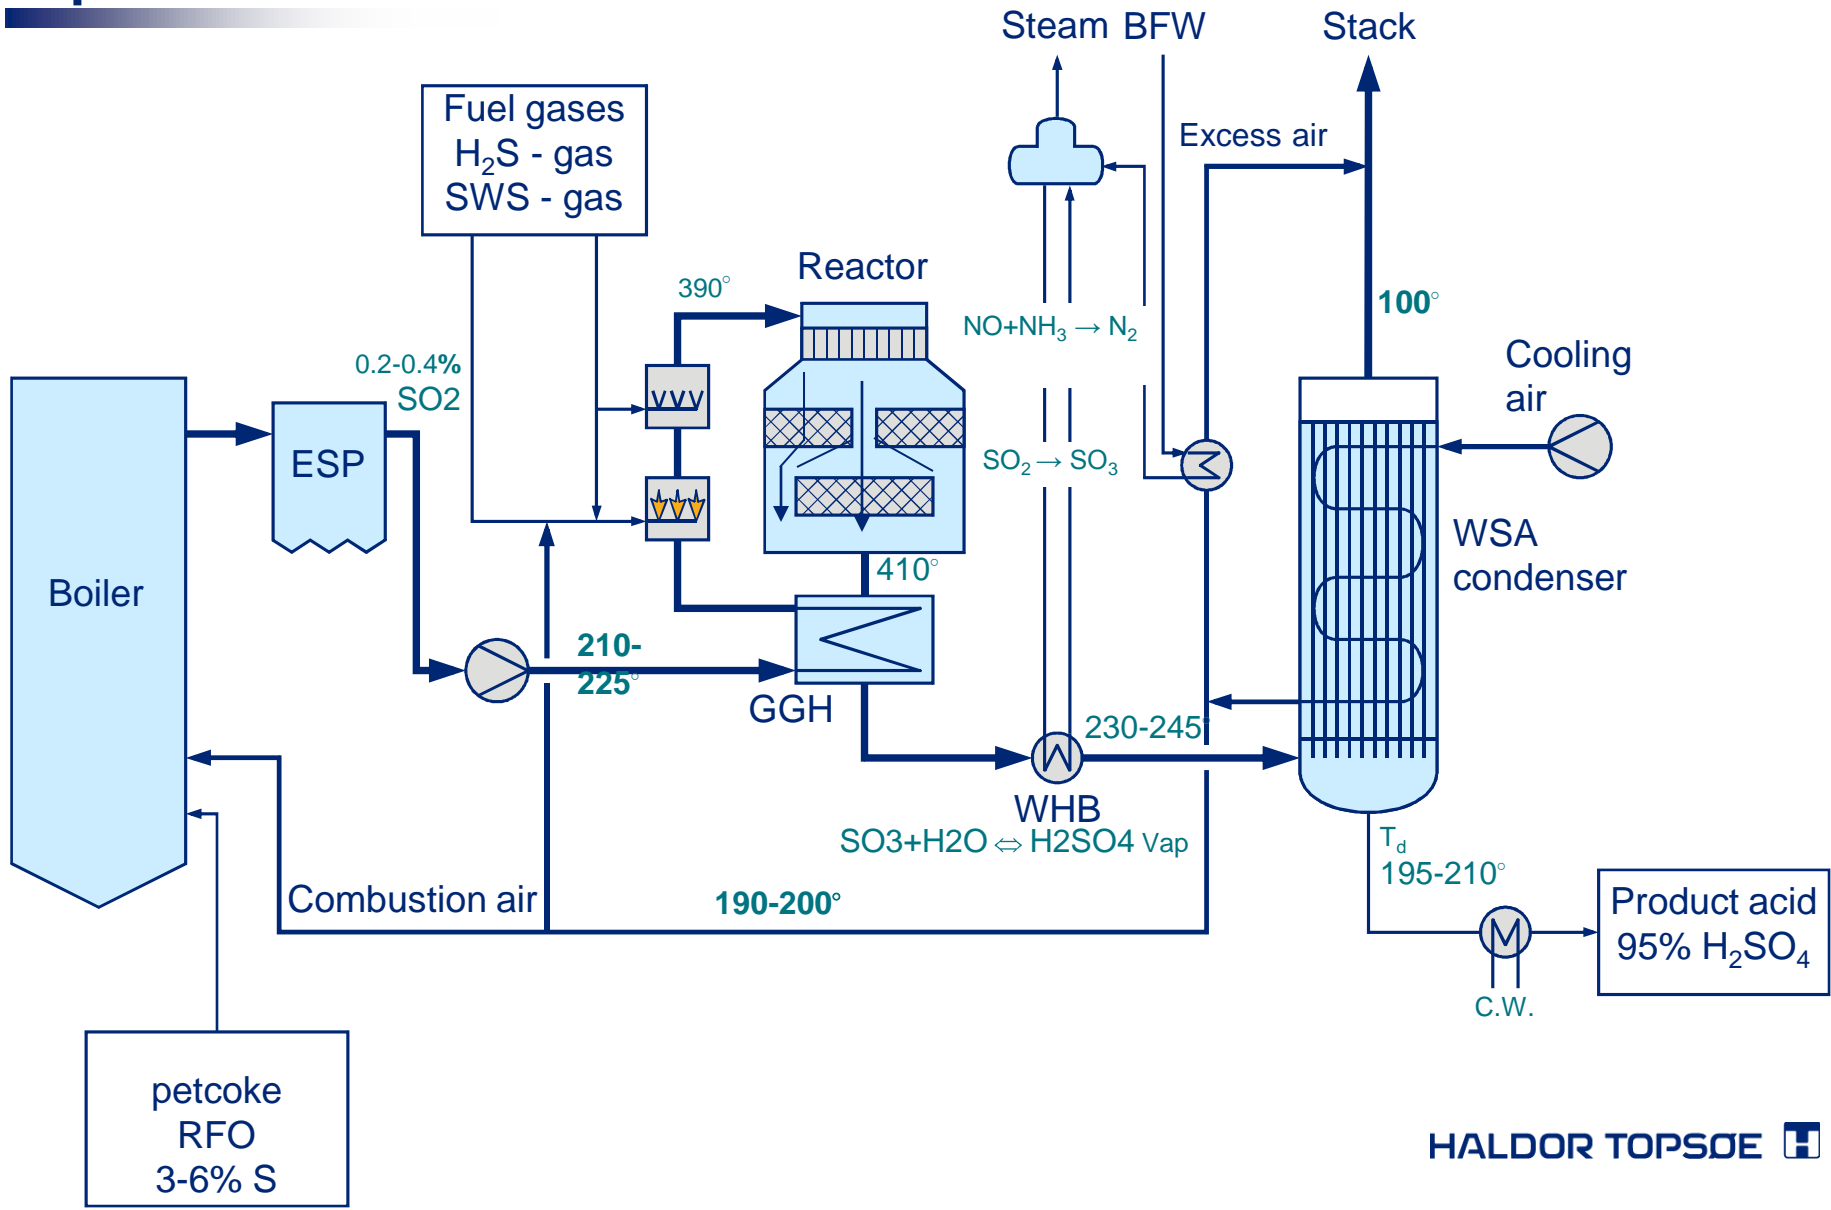 Steam BFW
Stack
Fuel gases
H₂S - gas
SWS - gas
Excess air
Reactor
390°
100°
NO+NH₃ → N₂
0.2-0.4%
SO2
Cooling
air
ESP
SO₂ → SO₃
WSA
condenser
Boiler
410°
210-
225°
GGH
230-245°
WHB
SO3+H2O ⇔ H2SO4 Vap
T_d
195-210°
Combustion air
190-200°
Product acid
95% H₂SO₄
C.W.
petcoke
RFO
3-6% S
HALDOR TOPSØE